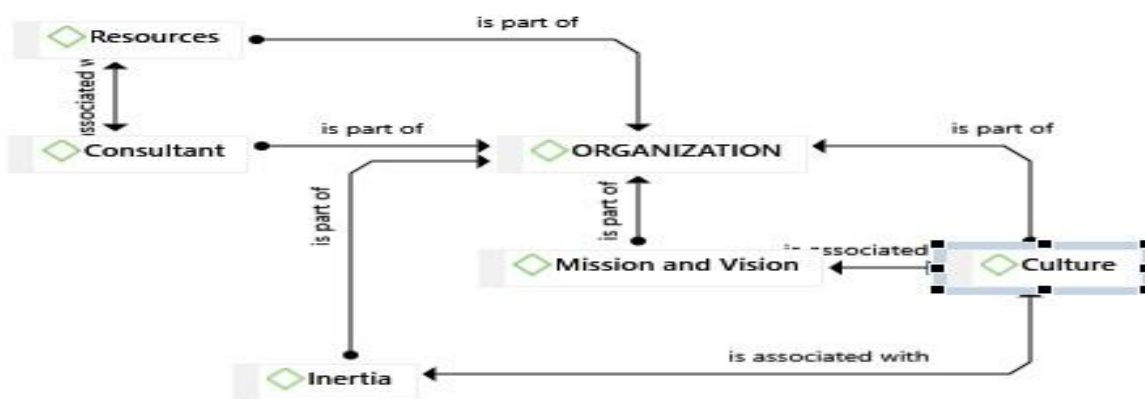 is part of
Resources
Consultant
is part of
ORGANIZATION
is part of
is part of
is part of
Mission and Vision
Culture
is associated with
Inertia